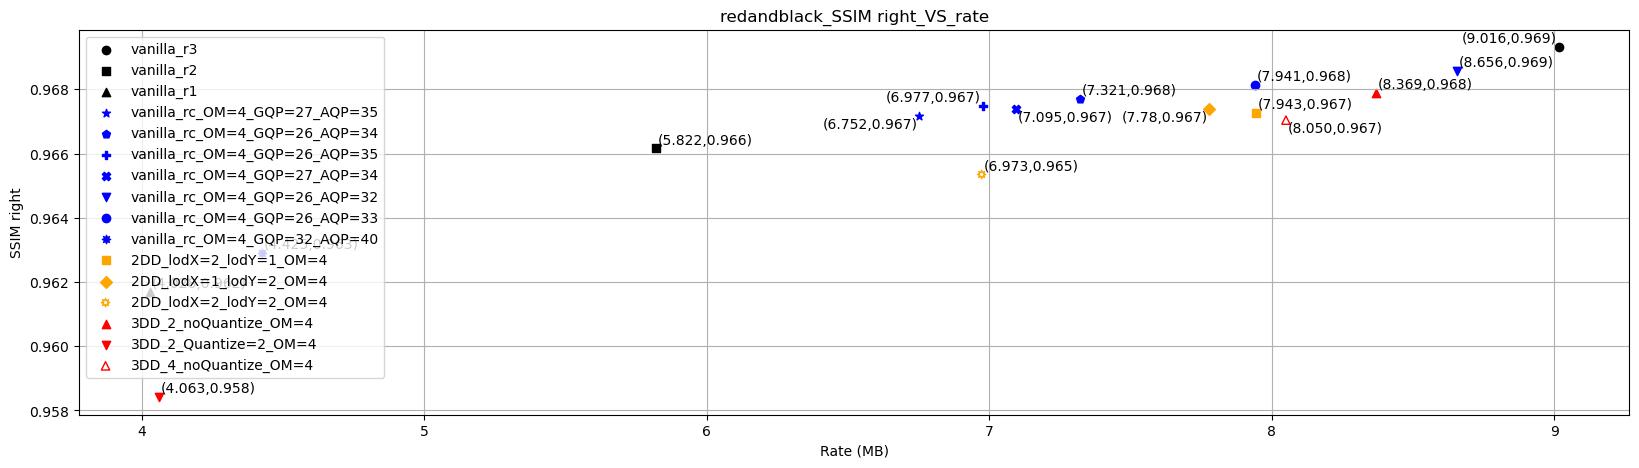 redandblack_SSIM right_VS_rate
SSIM right
0.968
0.966
0.964
0.962
0.960
0.958
vanilla_r3
vanilla_r2
vanilla_r1
vanilla_rc_OM=4_GQP=27_AQP=35
vanilla_rc_OM=4_GQP=26_AQP=34
vanilla_rc_OM=4_GQP=26_AQP=35
vanilla_rc_OM=4_GQP=27_AQP=34
vanilla_rc_OM=4_GQP=26_AQP=32
vanilla_rc_OM=4_GQP=26_AQP=33
vanilla_rc_OM=4_GQP=32_AQP=40
2DD_lodX=2_lodY=1_OM=4
2DD_lodX=1_lodY=2_OM=4
2DD_lodX=2_lodY=2_OM=4
3DD_2_noQuantize_OM=4
3DD_2_Quantize=2_OM=4
3DD_4_noQuantize_OM=4
(9.016,0.969)
(8.656,0.969)
(7.941,0.968)
(8.369,0.968)
(7.321,0.968)
(6.977,0.967)
(7.943,0.967)
(7.095,0.967)
(7.78,0.967)
(6.752,0.967)
(8.050,0.967)
(5.822,0.966)
(6.973,0.965)
(4.063,0.958)
4
5
6
7
8
9
Rate (MB)